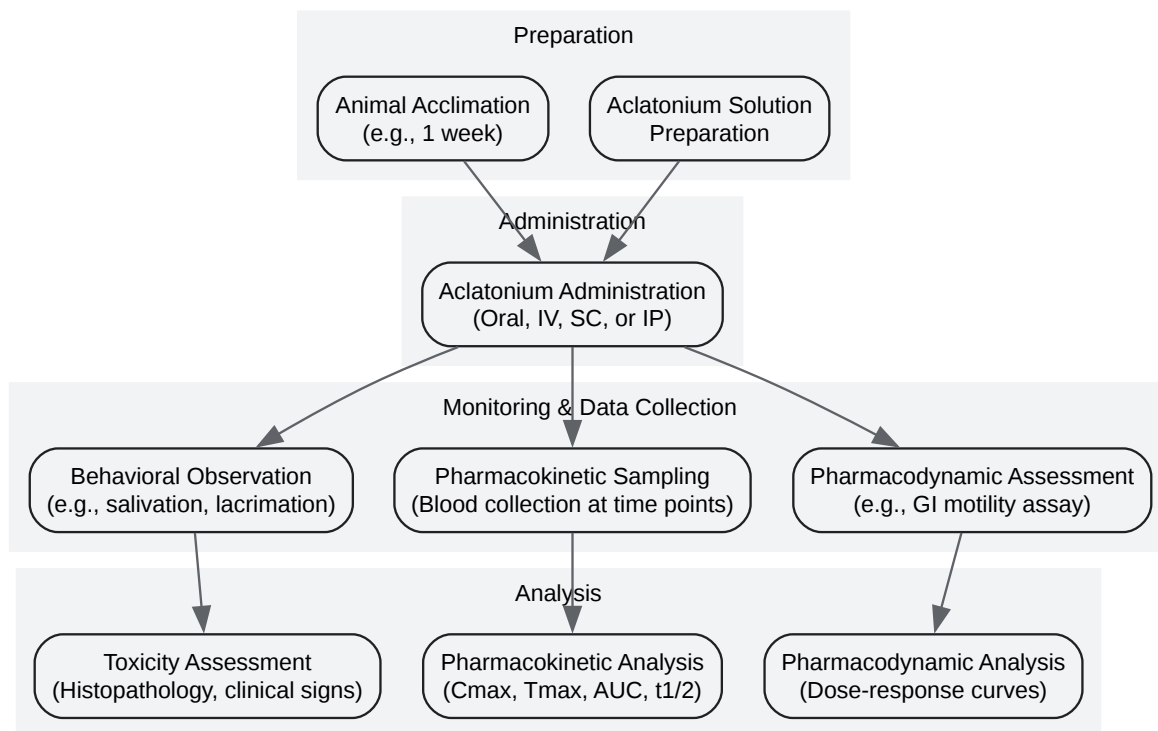 Preparation
Animal Acclimation
(e.g., 1 week)
Aclatonium Solution
Preparation
Administration
Aclatonium Administration
(Oral, IV, SC, or IP)
Monitoring & Data Collection
Behavioral Observation
(e.g., salivation, lacrimation)
Pharmacokinetic Sampling
(Blood collection at time points)
Pharmacodynamic Assessment
(e.g., GI motility assay)
Analysis
Toxicity Assessment
(Histopathology, clinical signs)
Pharmacokinetic Analysis
(Cmax, Tmax, AUC, t1/2)
Pharmacodynamic Analysis
(Dose-response curves)